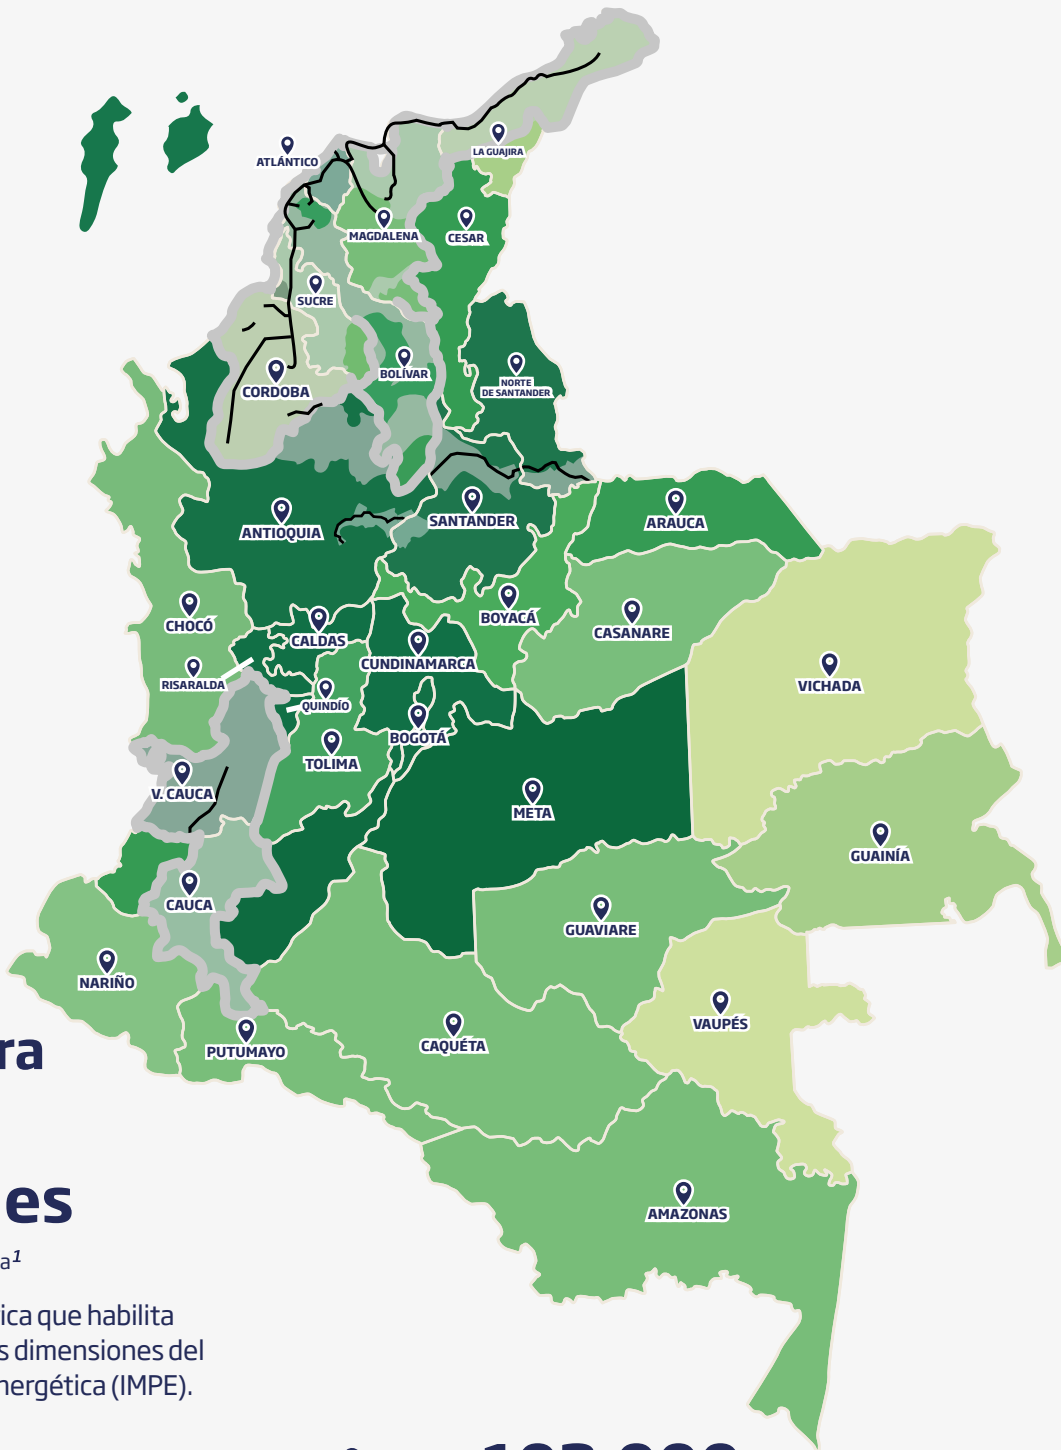 ATLÁNTICO
LA GUAJIRA
MAGDALENA
CESAR
SUCRE
BOLÍVAR
NORTE
DE SANTANDER
CORDOBA
ANTIOQUIA
SANTANDER
ARAUCA
CHOCÓ
CALDAS
BOYACÁ
CASANARE
CUNDINAMARCA
RISARALDA
QUINDÍO
VICHADA
BOGOTÁ
TOLIMA
V. CAUCA
META
GUAINÍA
CAUCA
GUAVIARE
NARIÑO
VAUPÉS
PUTUMAYO
CAQUÉTA
ra
es
a¹
AMAZONAS
ica que habilita
s dimensiones del
nergética (IMPE).